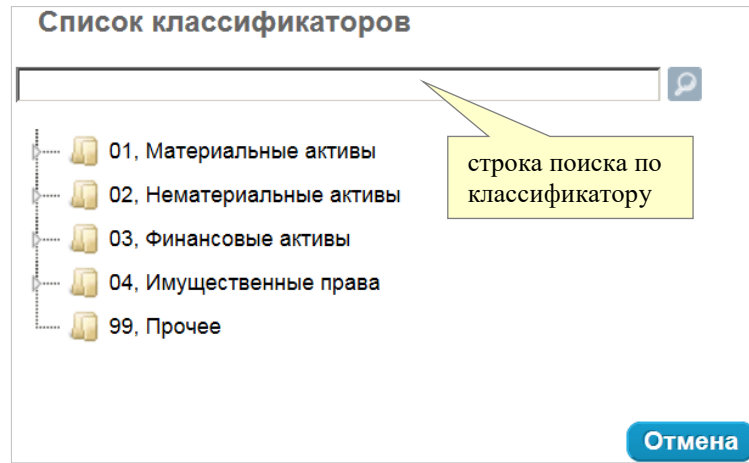 Список классификаторов
строка поиска по
классификатору
01, Материальные активы
02, Нематериальные активы
03, Финансовые активы
04, Имущественные права
99, Прочее
Отмена